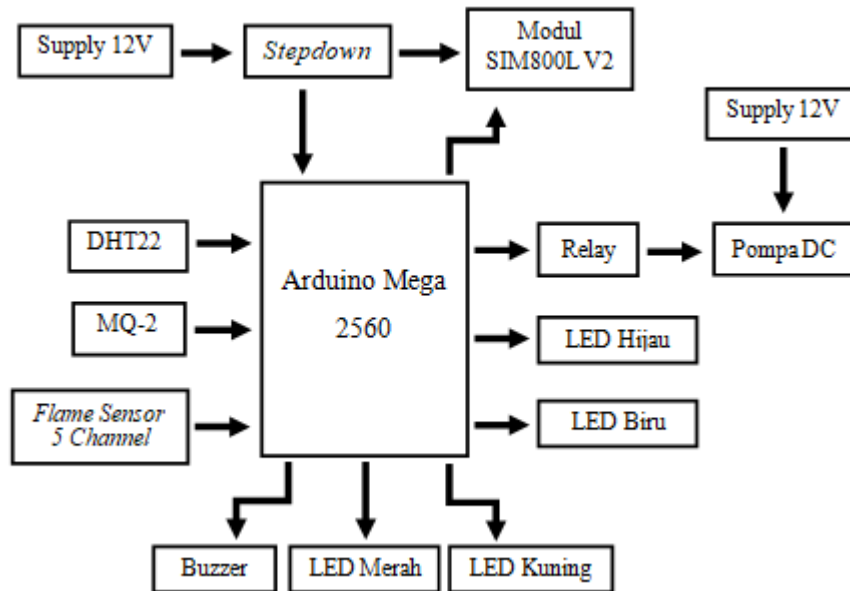 Supply 12V
Stepdown
Modul
SIM800L V2
Supply 12V
DHT22
MQ-2
Flame Sensor
5 Channel
Arduino Mega
2560
Relay
Pompa DC
LED Hijau
LED Biru
Buzzer
LED Merah
LED Kuning